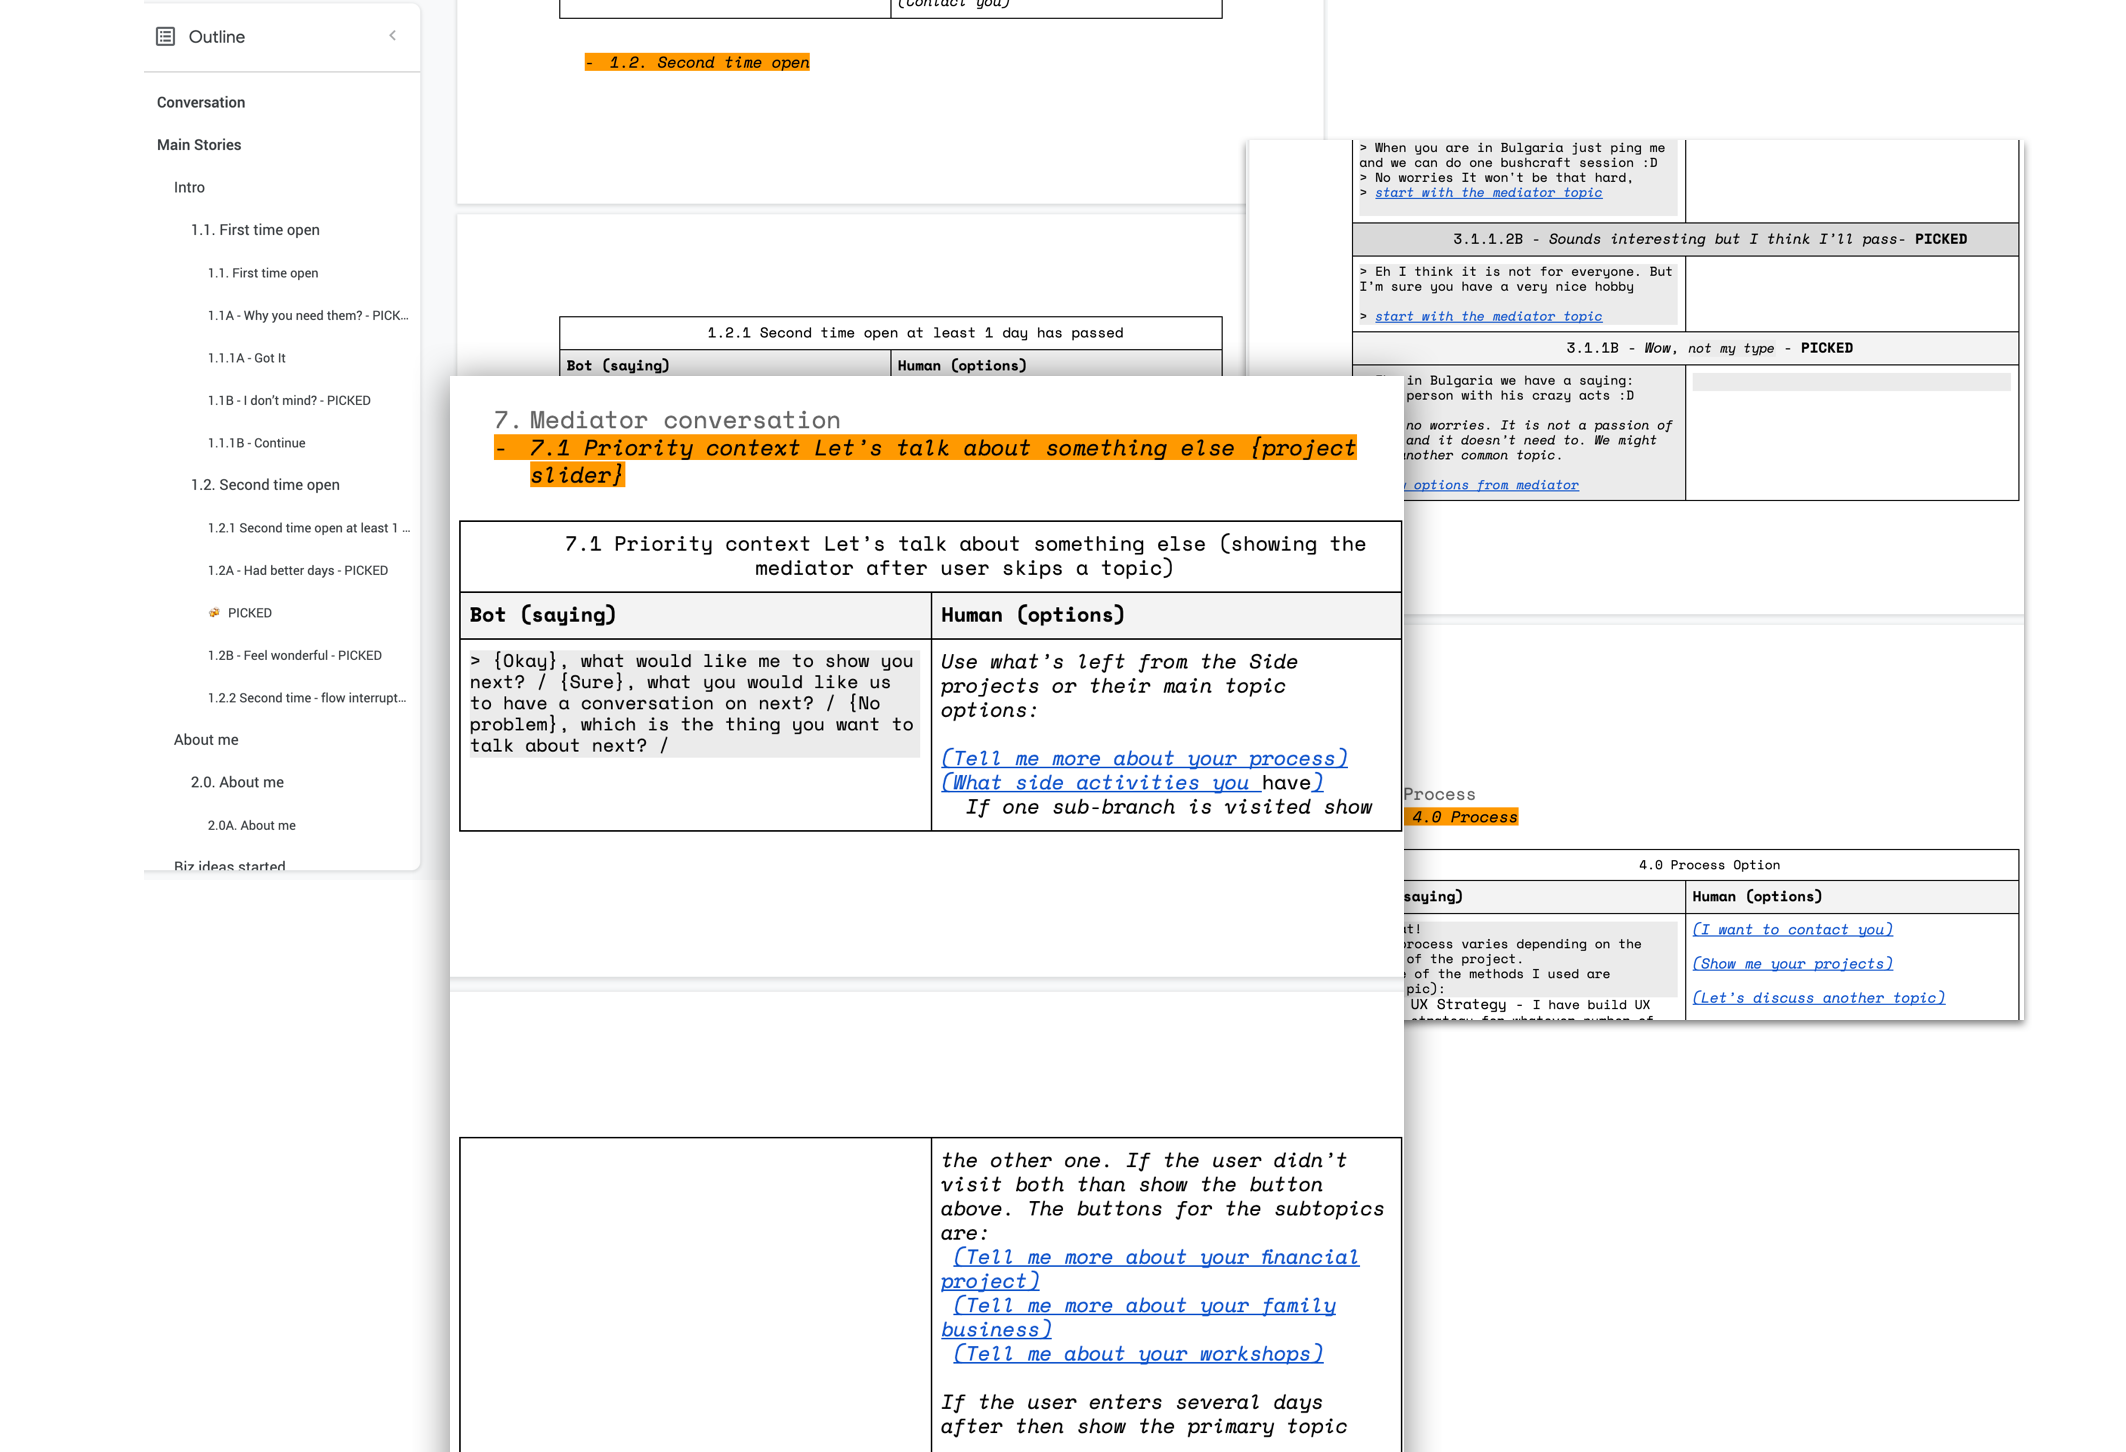 Outline
Conversation
Main Stories
Intro
1.1. First time open
1.1. First time open
1.1A - Why you need them? - PICK...
1.1.1A - Got It
1.1B - I don't mind? - PICKED
1.1.1B - Continue
1.2. Second time open
1.2.1 Second time open at least 1 ...
1.2A - Had better days - PICKED
PICKED
1.2B - Feel wonderful - PICKED
1.2.2 Second time - flow interrupt...
About me
2.0. About me
2.0A. About me
Biz ideas started
(Contact you)
- 1.2. Second time open
1.2.1 Second time open at least 1 day has passed
Bot (saying)
Human (options)
7. Mediator conversation
- 7.1 Priority context Let's talk about something else {project
slider}
7.1 Priority context Let's talk about something else (showing the
mediator after user skips a topic)
Bot (saying)
Human (options)
> {Okay}, what would like me to show you
next? / {Sure}, what you would like us
to have a conversation on next? / {No
problem}, which is the thing you want to
talk about next? /
Use what's left from the Side
projects or their main topic
options:
(Tell me more about your process)
(What side activities you have)
If one sub-branch is visited show
the other one. If the user didn't
visit both than show the button
above. The buttons for the subtopics
are:
(Tell me more about your financial
project)
(Tell me more about your family
business)
(Tell me about your workshops)
If the user enters several days
after then show the primary topic
> When you are in Bulgaria just ping me
and we can do one bushcraft session :D
> No worries It won't be that hard,
> start with the mediator topic
3.1.1.2B - Sounds interesting but I think I'll pass- PICKED
> Eh I think it is not for everyone. But
I'm sure you have a very nice hobby
> start with the mediator topic
3.1.1B - Wow, not my type - PICKED
in Bulgaria we have a saying:
person with his crazy acts :D
no worries. It is not a passion of
and it doesn't need to. We might
another common topic.
options from mediator
Process
4.0 Process
4.0 Process Option
saying)
Human (options)
process varies depending on the
of the project.
of the methods I used are
pic):
UX Strategy - I have build UX
strategy for whatever number of
(I want to contact you)
(Show me your projects)
(Let's discuss another topic)